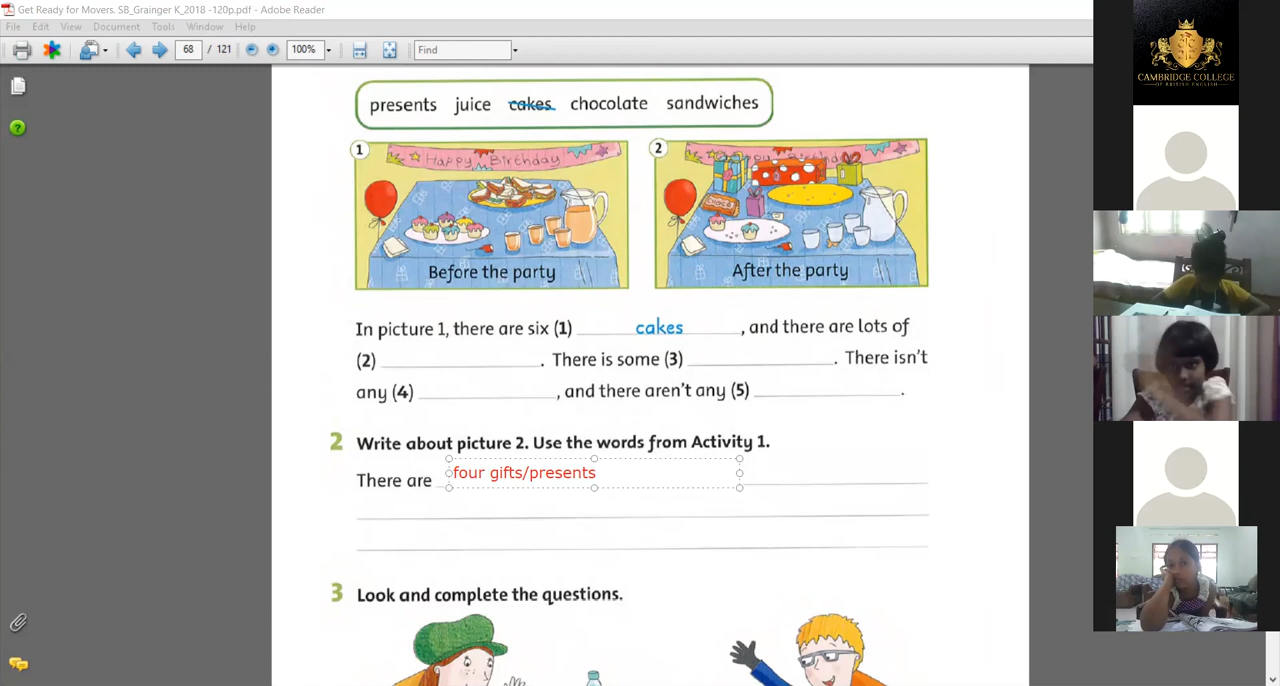 Get Ready for Movers. SB_Grainger K_2018 -120p.pdf - Adobe Reader
File Edit View Document Tools Window Help
68 / 121 100% Find
CAMBRIDGE COLLEGE
OF BRITISH ENGLISH
presents juice cakes chocolate sandwiches
1 2
Happy Birthday
CHOCO
Before the party After the party
In picture 1, there are six (1) cakes, and there are lots of
(2) . There is some (3) . There isn't
any (4) , and there aren't any (5) .
2 Write about picture 2. Use the words from Activity 1.
There are four gifts/presents
3 Look and complete the questions.